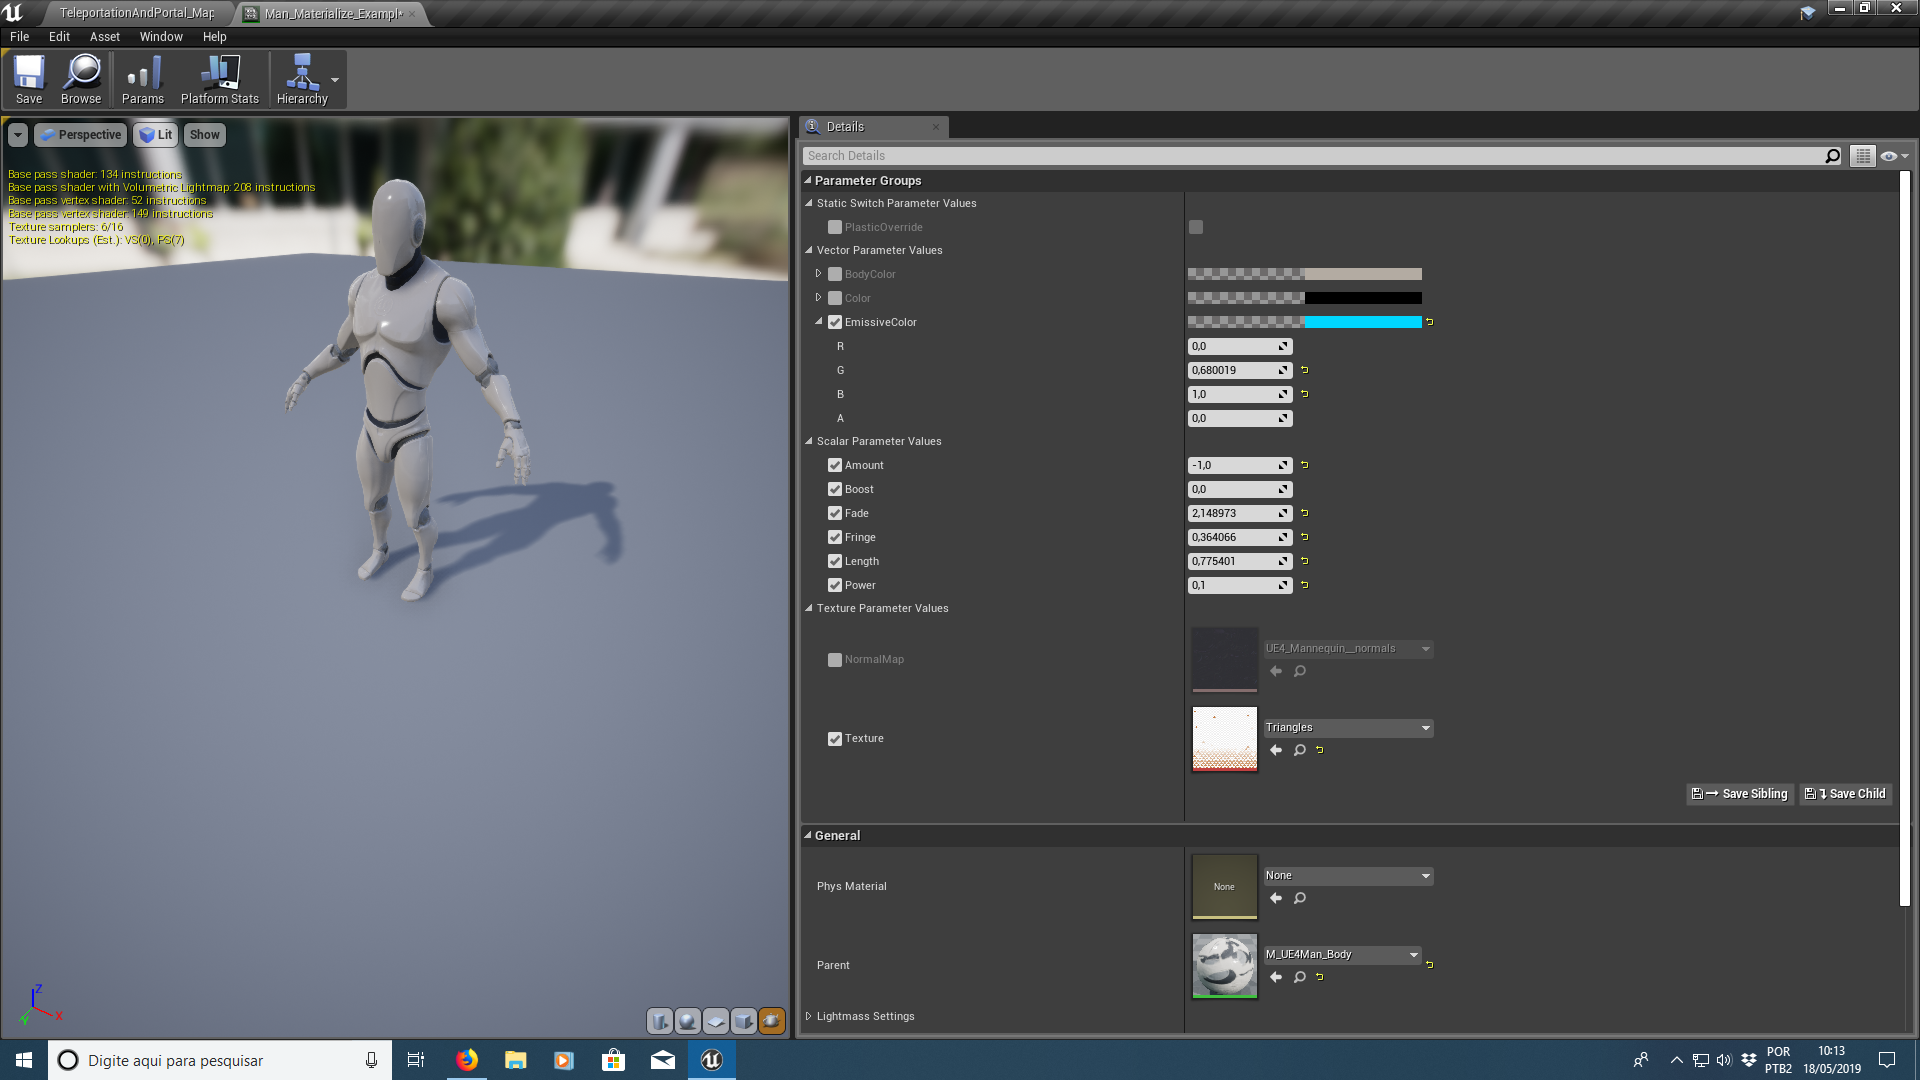 TeleportationAndPortal_Map
Man_Materialize_Exampl*
File Edit Asset Window Help
Save Browse Params Platform Stats Hierarchy
Perspective Lit Show
Base pass shader: 134 instructions
Base pass shader with Volumetric Lightmap: 208 instructions
Base pass vertex shader: 52 instructions
Base pass vertex shader: 149 instructions
Texture samplers: 6/16
Texture Lookups (Est.): VS(0), PS(7)
Z
X
Y
Details
Search Details
Parameter Groups
Static Switch Parameter Values
PlasticOverride
Vector Parameter Values
BodyColor
Color
EmissiveColor
R 0,0
G 0,680019
B 1,0
A 0,0
Scalar Parameter Values
Amount -1,0
Boost 0,0
Fade 2,148973
Fringe 0,364066
Length 0,775401
Power 0,1
Texture Parameter Values
NormalMap UE4_Mannequin__normals
Texture Triangles
Save Sibling Save Child
General
Phys Material None None
Parent M_UE4Man_Body
Lightmass Settings
Digite aqui para pesquisar
POR
PTB2
10:13
18/05/2019